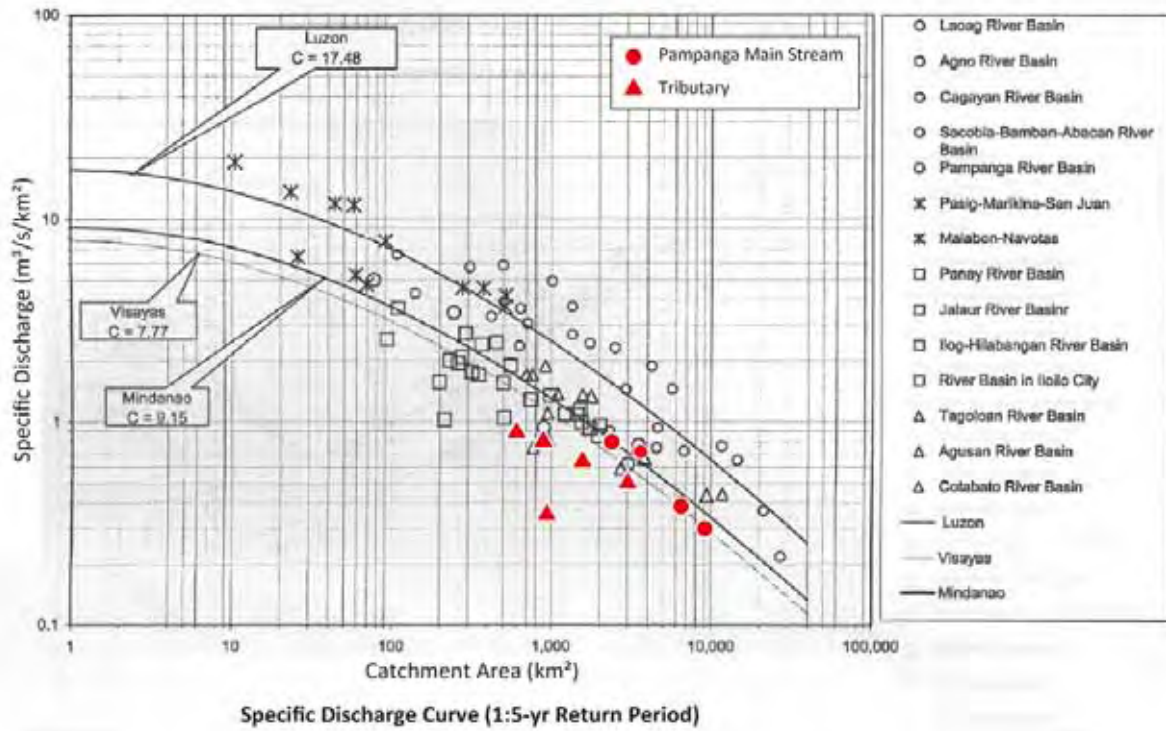 100
10
1
0.1
Specific Discharge (m³/s/km²)
Luzon
C = 17.48
Visayas
C = 7.77
Mindanao
C = 9.15
Pampanga Main Stream
Tributary
1
10
100
1,000
10,000
100,000
Catchment Area (km²)
Specific Discharge Curve (1:5-yr Return Period)
Laoag River Basin
Agno River Basin
Cagayan River Basin
Sacobia-Bamban-Abacan River
Basin
Pampanga River Basin
Pasig-Marikina-San Juan
Malabon-Navotas
Panay River Basin
Jalaur River Basinr
Ilog-Hilabangan River Basin
River Basin in Iloilo City
Tagoloan River Basin
Agusan River Basin
Cotabato River Basin
Luzon
Visayas
Mindanao